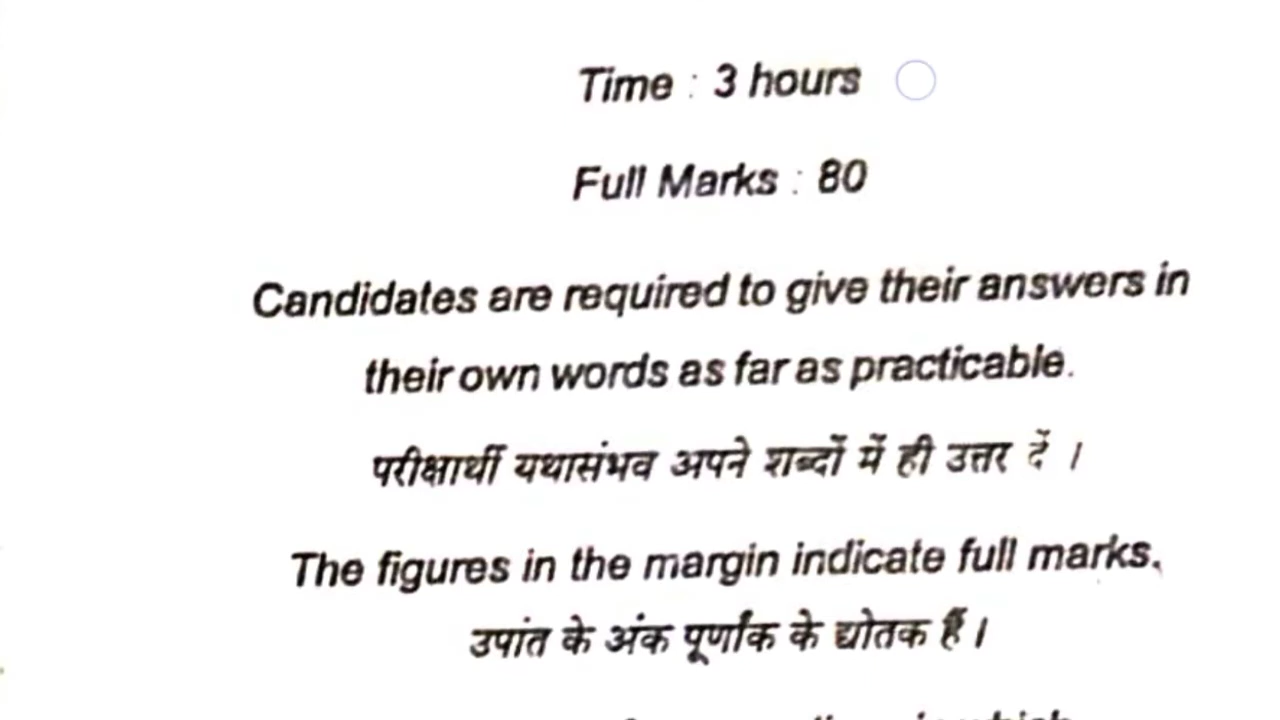 Time : 3 hours
Full Marks : 80
Candidates are required to give their answers in
their own words as far as practicable.
परीक्षार्थी यथासंभव अपने शब्दों में ही उत्तर दें ।
The figures in the margin indicate full marks.
उपांत के अंक पूर्णांक के द्योतक हैं ।
which